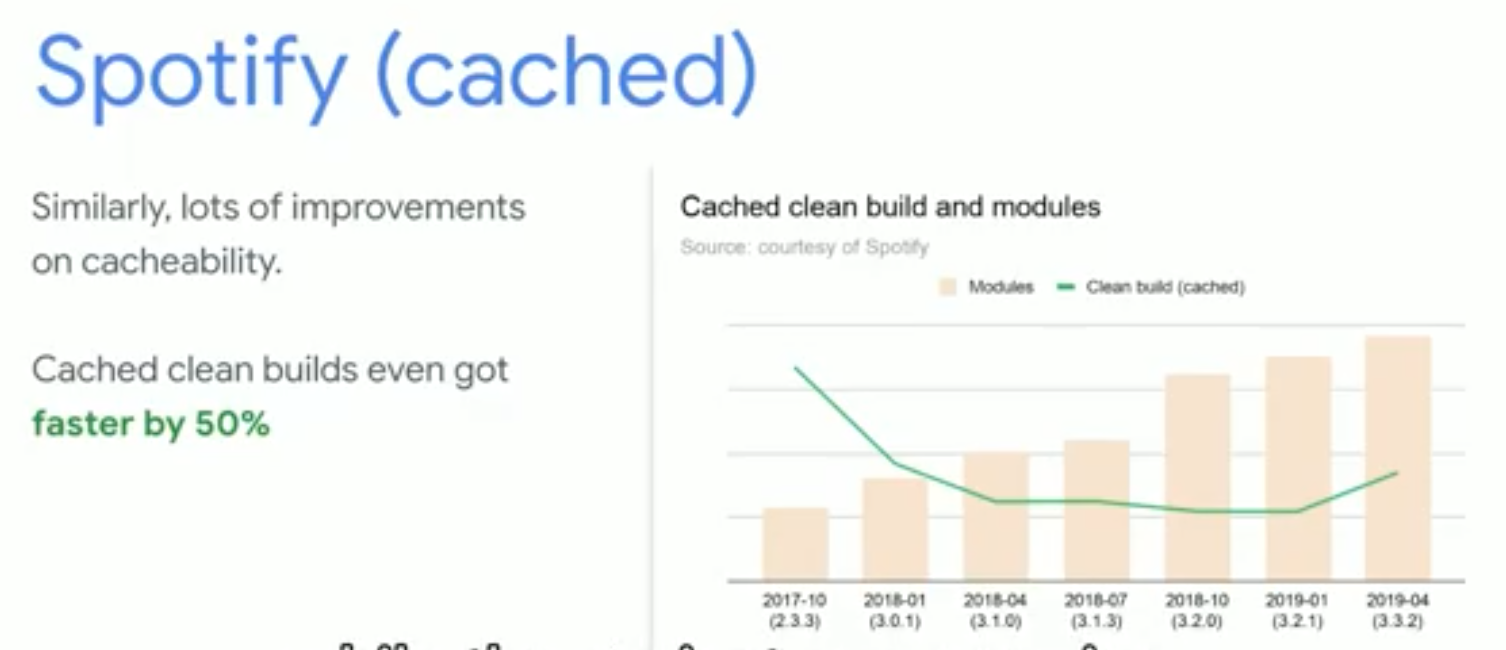 Spotify (cached)
Similarly, lots of improvements
on cacheability.
Cached clean builds even got
faster by 50%
Cached clean build and modules
Source: courtesy of Spotify
Modules Clean build (cached)
2017-10 2018-01 2018-04 2018-07 2018-10 2019-01 2019-04
(2.3.3) (3.0.1) (3.1.0) (3.1.3) (3.2.0) (3.2.1) (3.3.2)